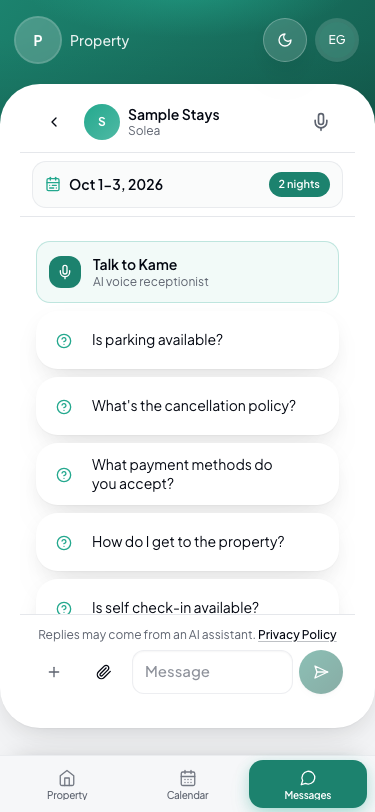 P Property EG
S Sample Stays
Solea
Oct 1–3, 2026 2 nights
Talk to Kame
AI voice receptionist
Is parking available?
What's the cancellation policy?
What payment methods do
you accept?
How do I get to the property?
Is self check-in available?
Replies may come from an AI assistant. Privacy Policy
Message
Property Calendar Messages